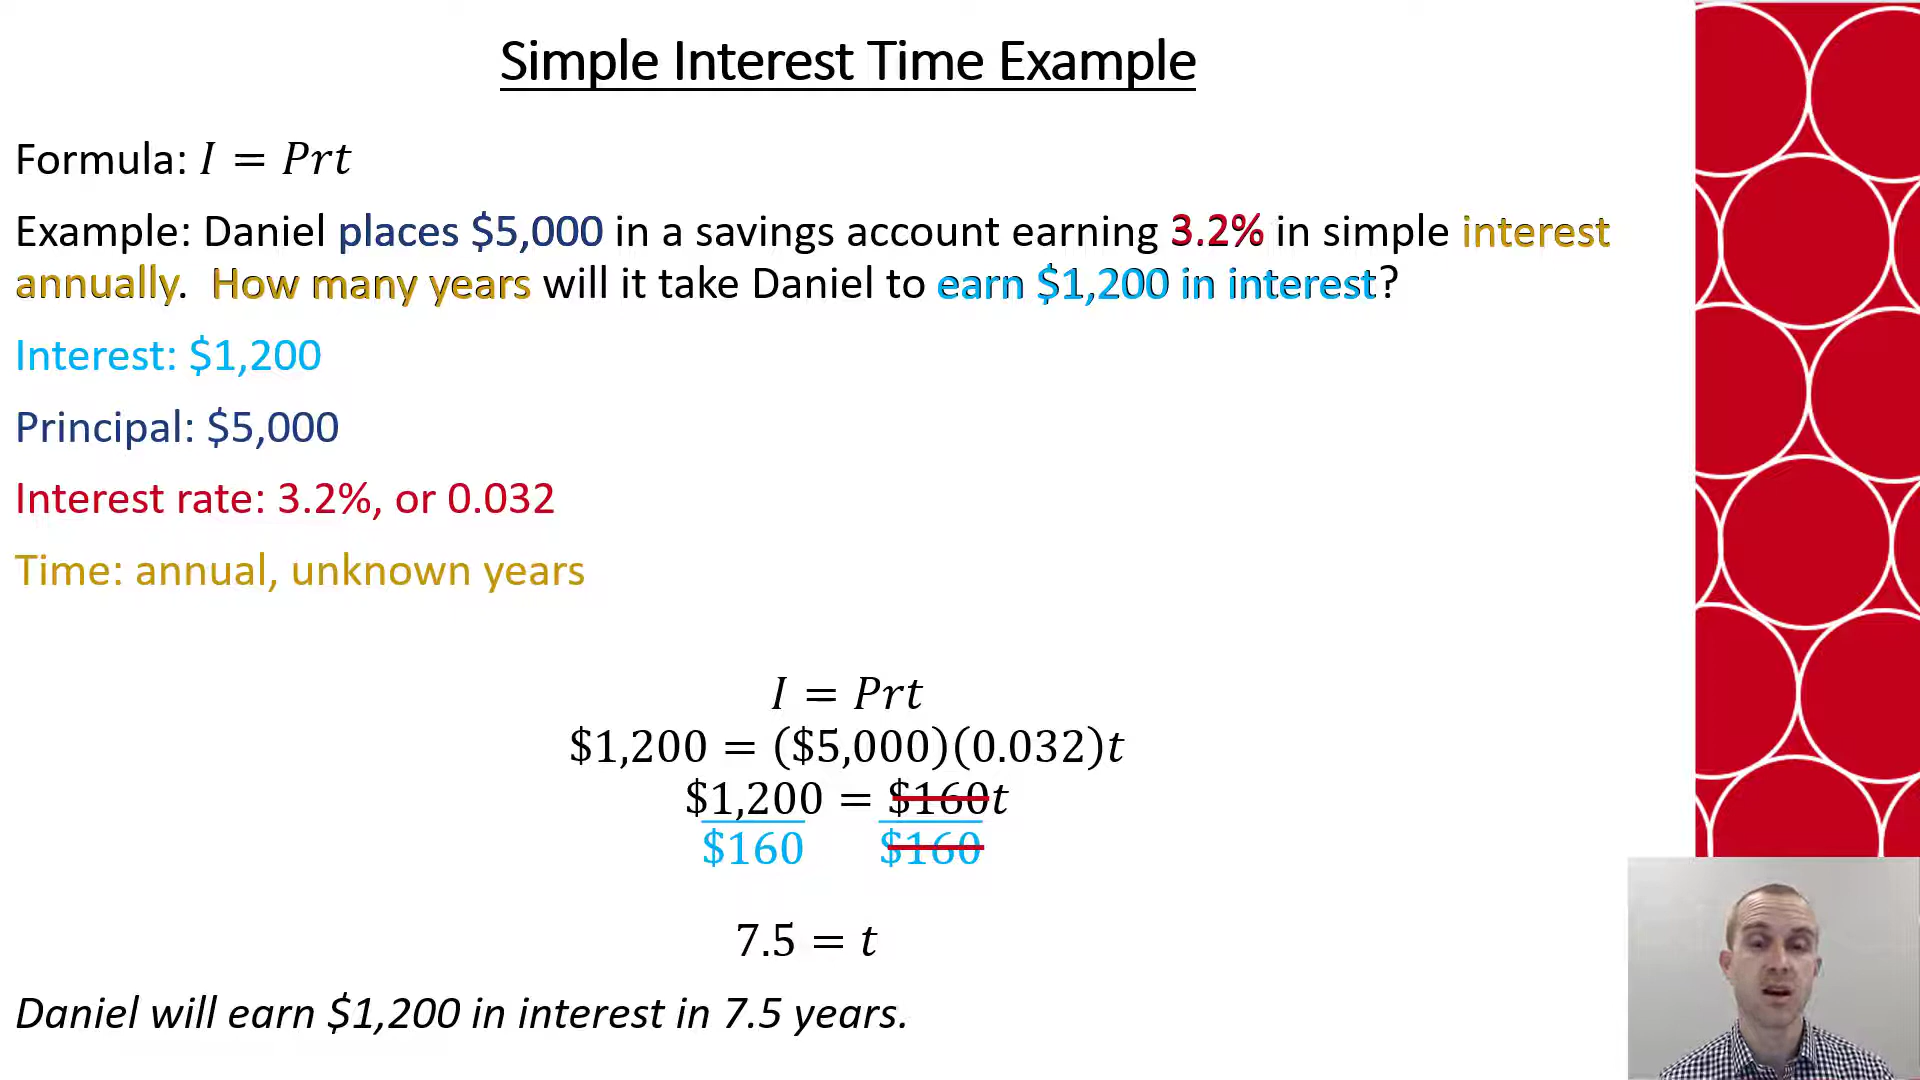 Simple Interest Time Example
Formula: I = Prt
Example: Daniel places $5,000 in a savings account earning 3.2% in simple interest
annually. How many years will it take Daniel to earn $1,200 in interest?
Interest: $1,200
Principal: $5,000
Interest rate: 3.2%, or 0.032
Time: annual, unknown years
I = Prt
$1,200 = ($5,000)(0.032)t
$1,200 = $160t
$160 $160
7.5 = t
Daniel will earn $1,200 in interest in 7.5 years.